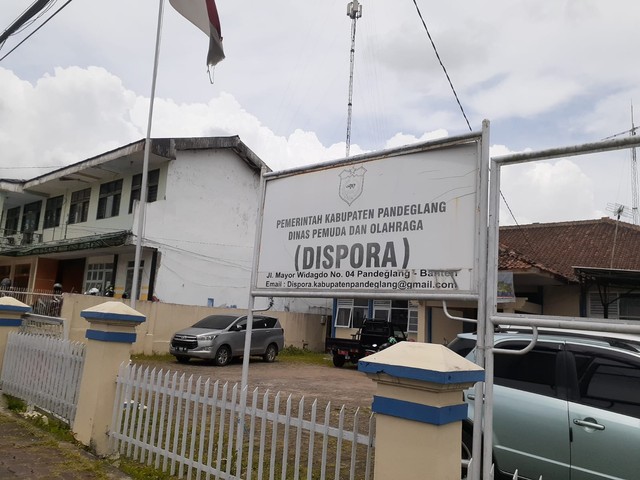 PEMERINTAH KABUPATEN PANDEGLANG
DINAS PEMUDA DAN OLAHRAGA
(DISPORA)
Jl. Mayor Widagdo No. 04 Pandeglang - Banten
Email : Dispora.kabupatenpandeglang@gmail.com